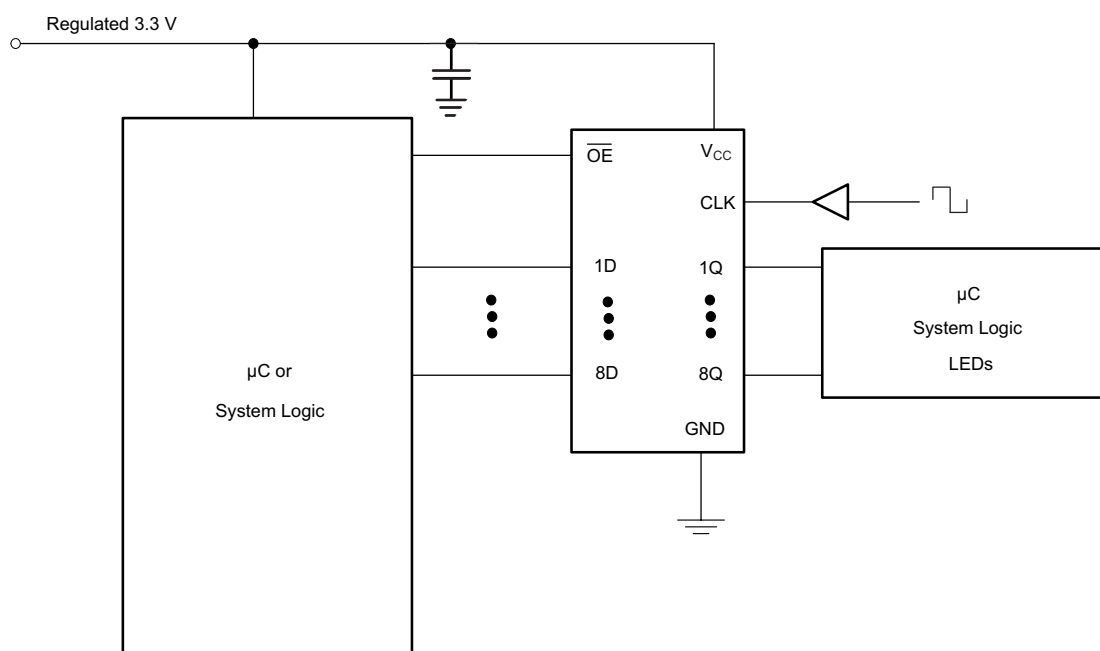 Regulated 3.3 V
OE
VCC
CLK
1D
1Q
8D
8Q
GND
µC or
System Logic
µC
System Logic
LEDs